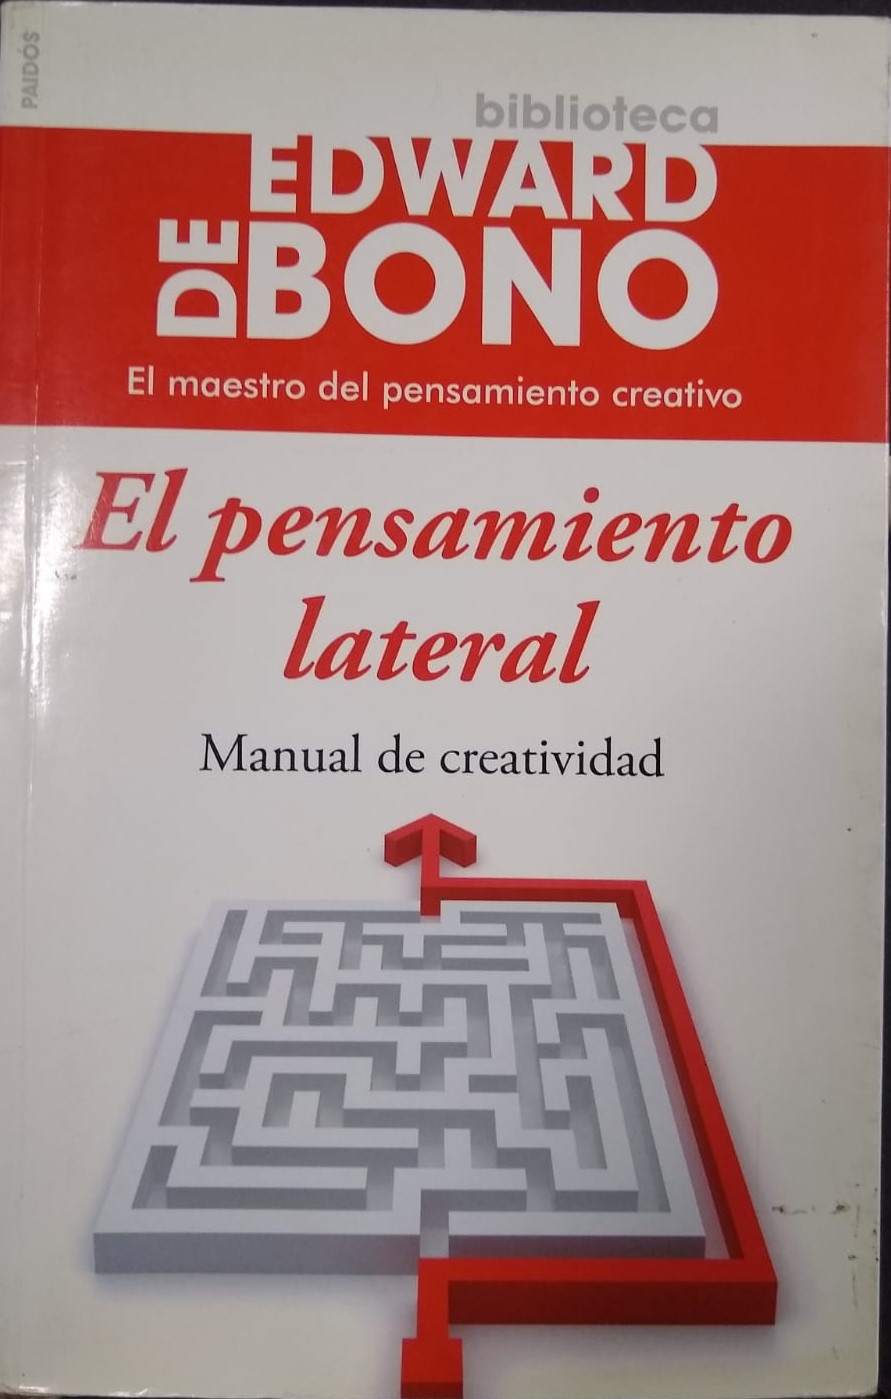 PAIDÓS
biblioteca
EDWARD
DE BONO
El maestro del pensamiento creativo
El pensamiento
lateral
Manual de creatividad